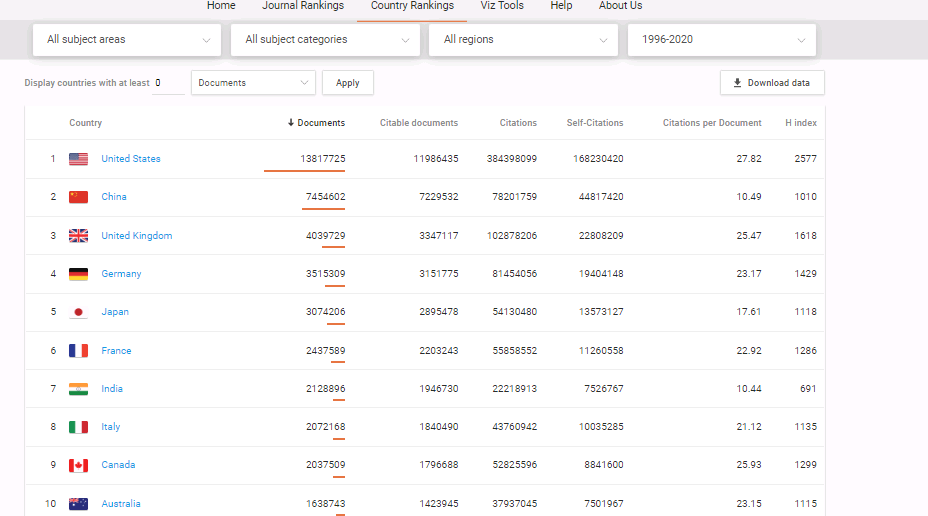 Home Journal Rankings Country Rankings Viz Tools Help About Us
All subject areas All subject categories All regions 1996-2020
Display countries with at least 0 Documents Apply Download data
Country Documents Citable documents Citations Self-Citations Citations per Document H index
1 United States 13817725 11986435 384398099 168230420 27.82 2577
2 China 7454602 7229532 78201759 44817420 10.49 1010
3 United Kingdom 4039729 3347117 102878206 22808209 25.47 1618
4 Germany 3515309 3151775 81454056 19404148 23.17 1429
5 Japan 3074206 2895478 54130480 13573127 17.61 1118
6 France 2437589 2203243 55858552 11260558 22.92 1286
7 India 2128896 1946730 22218913 7526767 10.44 691
8 Italy 2072168 1840490 43760942 10035285 21.12 1135
9 Canada 2037509 1796688 52825596 8841600 25.93 1299
10 Australia 1638743 1423945 37937045 7501967 23.15 1115